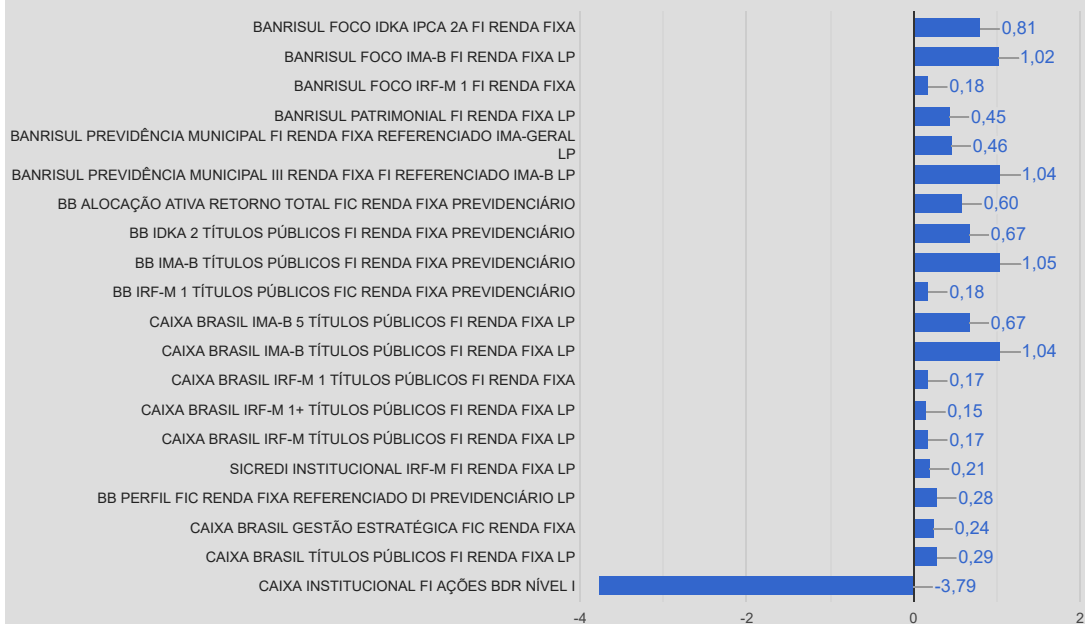 BANRISUL FOCO IDKA IPCA 2A FI RENDA FIXA 0,81
BANRISUL FOCO IMA-B FI RENDA FIXA LP 1,02
BANRISUL FOCO IRF-M 1 FI RENDA FIXA 0,18
BANRISUL PATRIMONIAL FI RENDA FIXA LP 0,45
BANRISUL PREVIDÊNCIA MUNICIPAL FI RENDA FIXA REFERENCIADO IMA-GERAL
LP 0,46
BANRISUL PREVIDÊNCIA MUNICIPAL III RENDA FIXA FI REFERENCIADO IMA-B LP 1,04
BB ALOCAÇÃO ATIVA RETORNO TOTAL FIC RENDA FIXA PREVIDENCIÁRIO 0,60
BB IDKA 2 TÍTULOS PÚBLICOS FI RENDA FIXA PREVIDENCIÁRIO 0,67
BB IMA-B TÍTULOS PÚBLICOS FI RENDA FIXA PREVIDENCIÁRIO 1,05
BB IRF-M 1 TÍTULOS PÚBLICOS FIC RENDA FIXA PREVIDENCIÁRIO 0,18
CAIXA BRASIL IMA-B 5 TÍTULOS PÚBLICOS FI RENDA FIXA LP 0,67
CAIXA BRASIL IMA-B TÍTULOS PÚBLICOS FI RENDA FIXA LP 1,04
CAIXA BRASIL IRF-M 1 TÍTULOS PÚBLICOS FI RENDA FIXA 0,17
CAIXA BRASIL IRF-M 1+ TÍTULOS PÚBLICOS FI RENDA FIXA LP 0,15
CAIXA BRASIL IRF-M TÍTULOS PÚBLICOS FI RENDA FIXA LP 0,17
SICREDI INSTITUCIONAL IRF-M FI RENDA FIXA LP 0,21
BB PERFIL FIC RENDA FIXA REFERENCIADO DI PREVIDENCIÁRIO LP 0,28
CAIXA BRASIL GESTÃO ESTRATÉGICA FIC RENDA FIXA 0,24
CAIXA BRASIL TÍTULOS PÚBLICOS FI RENDA FIXA LP 0,29
CAIXA INSTITUCIONAL FI AÇÕES BDR NÍVEL I -3,79
-4 -2 0 2